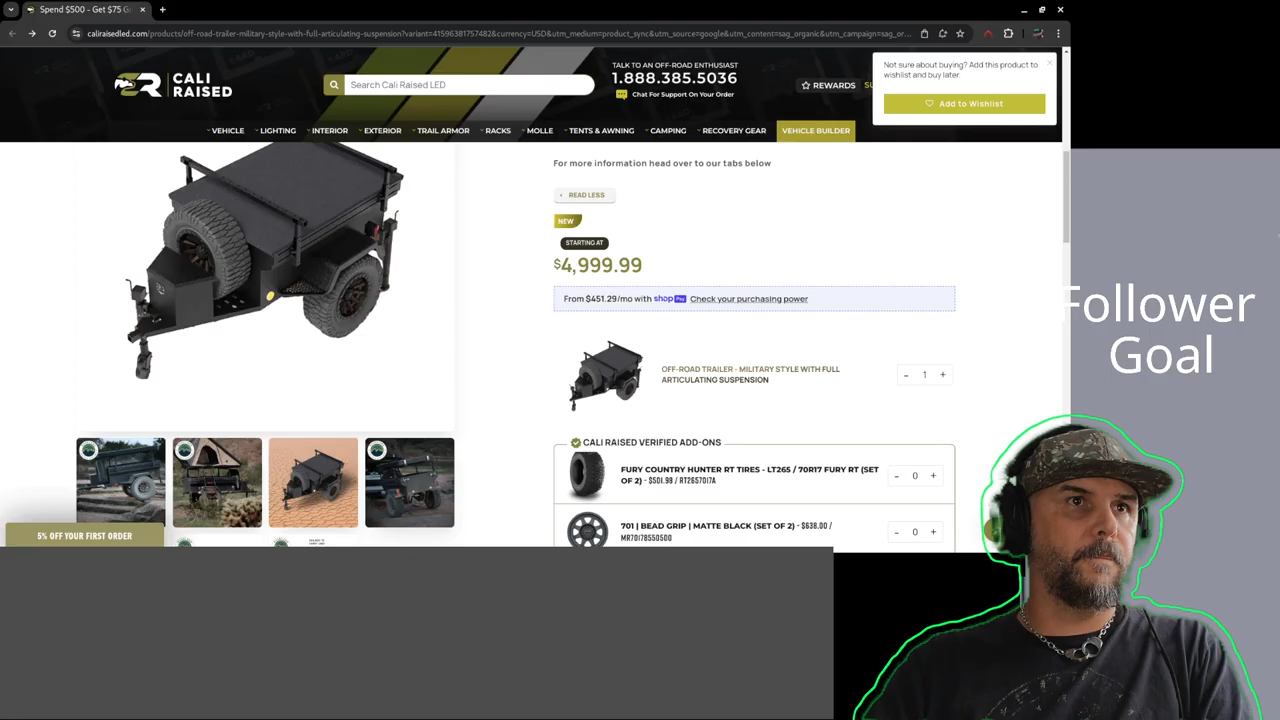 Spend $500 - Get $75 G
caliraisedled.com/products/off-road-trailer-military-style-with-full-articulating-suspension?variant=41596381757482&currency=USD&utm_medium=product_sync&utm_source=google&utm_content=sag_organic&utm_campaign=sag_or...
CALI
RAISED
Search Cali Raised LED
TALK TO AN OFF-ROAD ENTHUSIAST
1.888.385.5036
Chat For Support On Your Order
REWARDS
SU
Not sure about buying? Add this product to
wishlist and buy later.
Add to Wishlist
VEHICLE LIGHTING INTERIOR EXTERIOR TRAIL ARMOR RACKS MOLLE TENTS & AWNING CAMPING RECOVERY GEAR VEHICLE BUILDER
For more information head over to our tabs below
READ LESS
NEW
STARTING AT
$4,999.99
From $451.29/mo with shop Pay Check your purchasing power
OFF-ROAD TRAILER - MILITARY STYLE WITH FULL
ARTICULATING SUSPENSION
- 1 +
CALI RAISED VERIFIED ADD-ONS
FURY COUNTRY HUNTER RT TIRES - LT265 / 70R17 FURY RT (SET
OF 2) - $501.98 / RT2657017A
- 0 +
701 | BEAD GRIP | MATTE BLACK (SET OF 2) - $638.00 /
MR70178550500
- 0 +
5% OFF YOUR FIRST ORDER
Follower
Goal